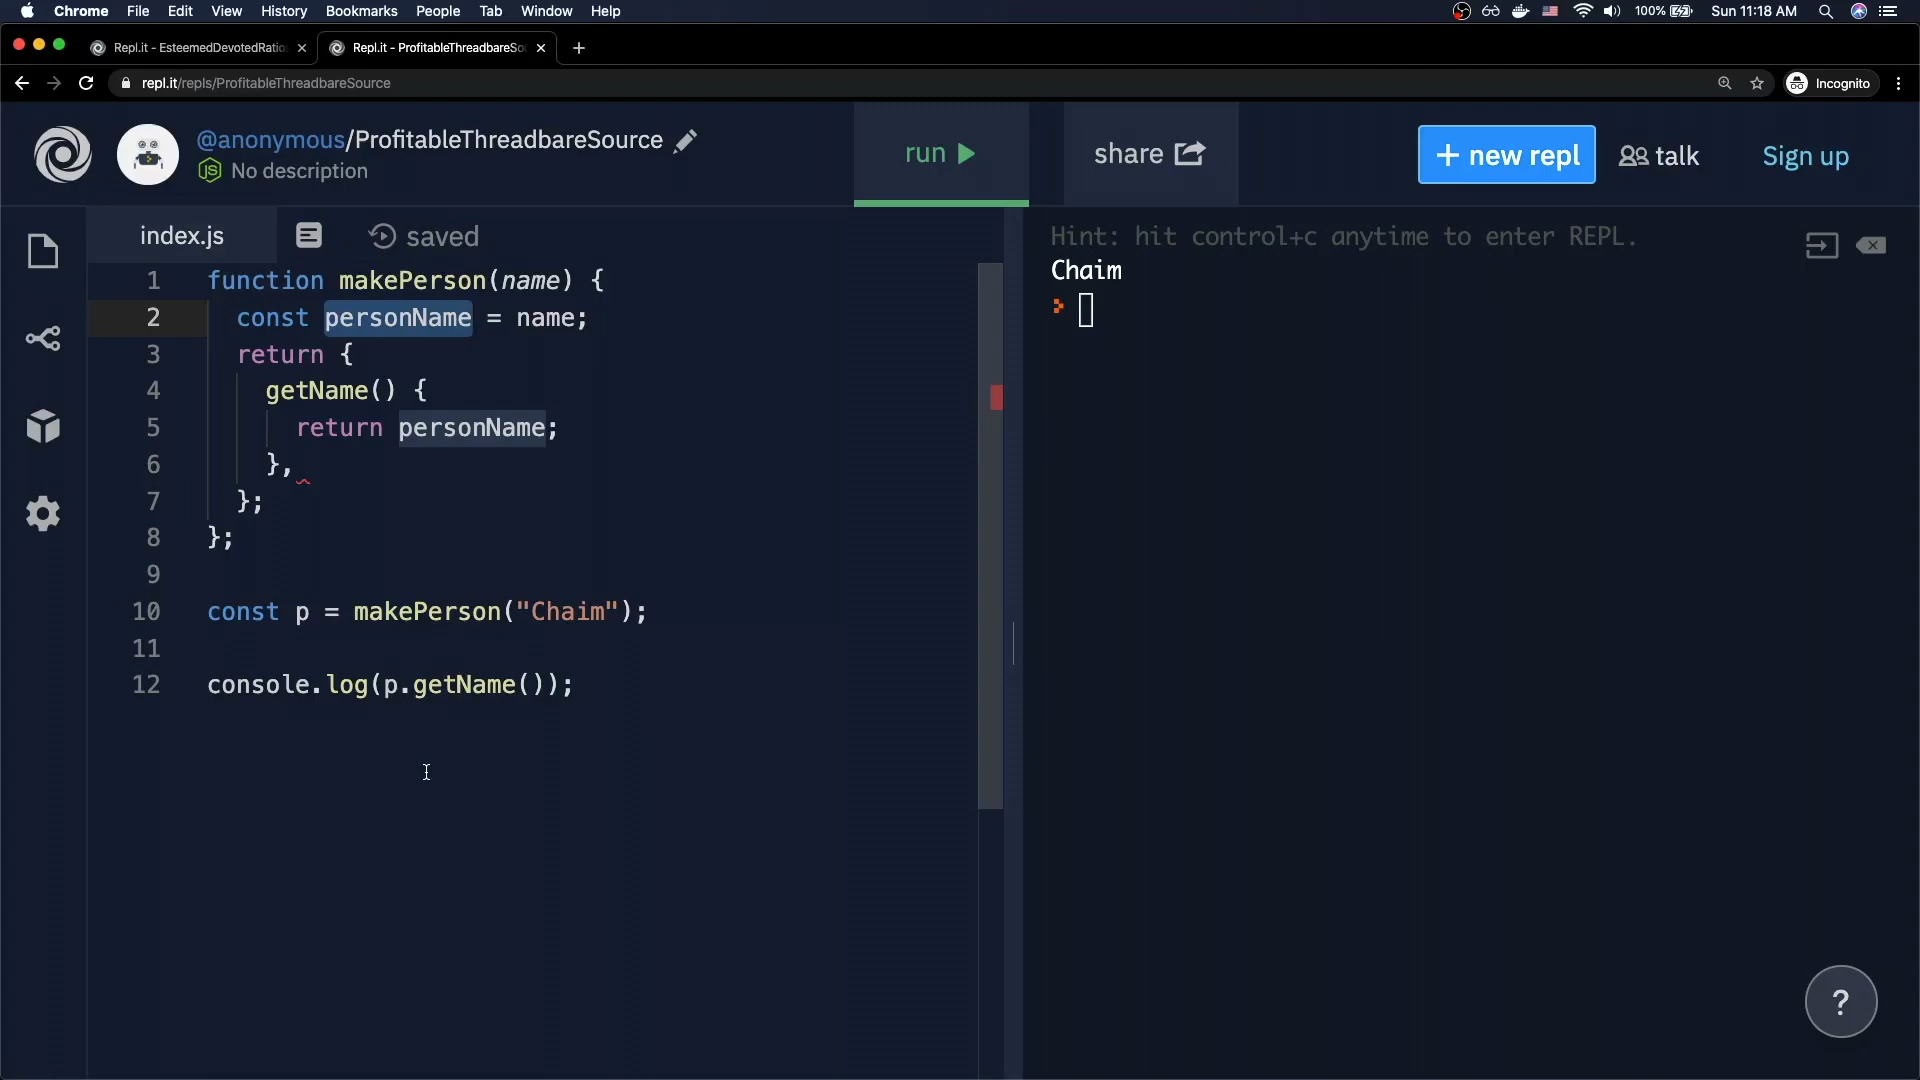 Chrome File Edit View History Bookmarks People Tab Window Help 100% Sun 11:18 AM
Repl.it - EsteemedDevotedRatio Repl.it - ProfitableThreadbareSo
repl.it/repls/ProfitableThreadbareSource Incognito
@anonymous/ProfitableThreadbareSource
No description
run
share
+ new repl
talk
Sign up
index.js
saved
1 function makePerson(name) {
2 const personName = name;
3 return {
4 getName() {
5 return personName;
6 },
7 };
8 };
9
10 const p = makePerson("Chaim");
11
12 console.log(p.getName());
Hint: hit control+c anytime to enter REPL.
Chaim
?